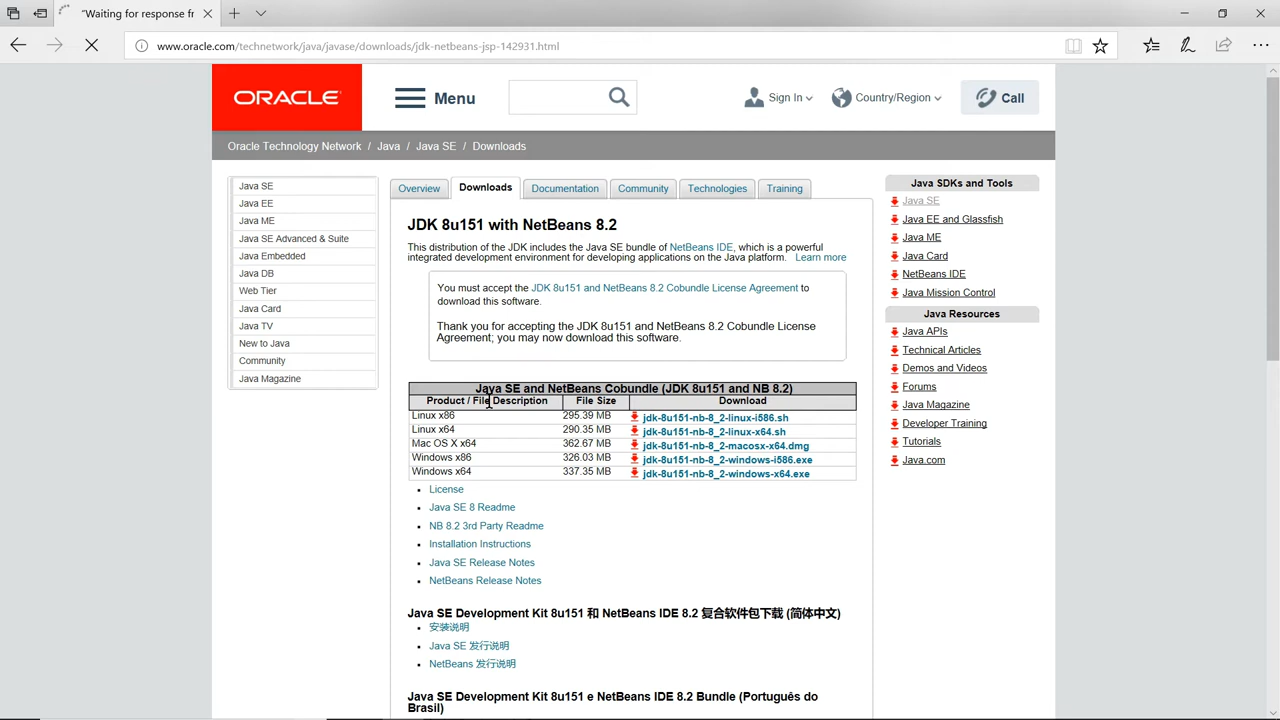 "Waiting for response fr
www.oracle.com/technetwork/java/javase/downloads/jdk-netbeans-jsp-142931.html
ORACLE
Menu
Sign In
Country/Region
Call
Oracle Technology Network / Java / Java SE / Downloads
Java SE
Java EE
Java ME
Java SE Advanced & Suite
Java Embedded
Java DB
Web Tier
Java Card
Java TV
New to Java
Community
Java Magazine
Overview
Downloads
Documentation
Community
Technologies
Training
JDK 8u151 with NetBeans 8.2
This distribution of the JDK includes the Java SE bundle of NetBeans IDE, which is a powerful
integrated development environment for developing applications on the Java platform. Learn more
You must accept the JDK 8u151 and NetBeans 8.2 Cobundle License Agreement to
download this software.
Thank you for accepting the JDK 8u151 and NetBeans 8.2 Cobundle License
Agreement; you may now download this software.
Java SE and NetBeans Cobundle (JDK 8u151 and NB 8.2)
Product / File Description File Size Download
Linux x86 295.39 MB jdk-8u151-nb-8_2-linux-i586.sh
Linux x64 290.35 MB jdk-8u151-nb-8_2-linux-x64.sh
Mac OS X x64 362.67 MB jdk-8u151-nb-8_2-macosx-x64.dmg
Windows x86 326.03 MB jdk-8u151-nb-8_2-windows-i586.exe
Windows x64 337.35 MB jdk-8u151-nb-8_2-windows-x64.exe
License
Java SE 8 Readme
NB 8.2 3rd Party Readme
Installation Instructions
Java SE Release Notes
NetBeans Release Notes
Java SE Development Kit 8u151 和 NetBeans IDE 8.2 复合软件包下载 (简体中文)
安装说明
Java SE 发行说明
NetBeans 发行说明
Java SE Development Kit 8u151 e NetBeans IDE 8.2 Bundle (Português do
Brasil)
Java SDKs and Tools
Java SE
Java EE and Glassfish
Java ME
Java Card
NetBeans IDE
Java Mission Control
Java Resources
Java APIs
Technical Articles
Demos and Videos
Forums
Java Magazine
Developer Training
Tutorials
Java.com